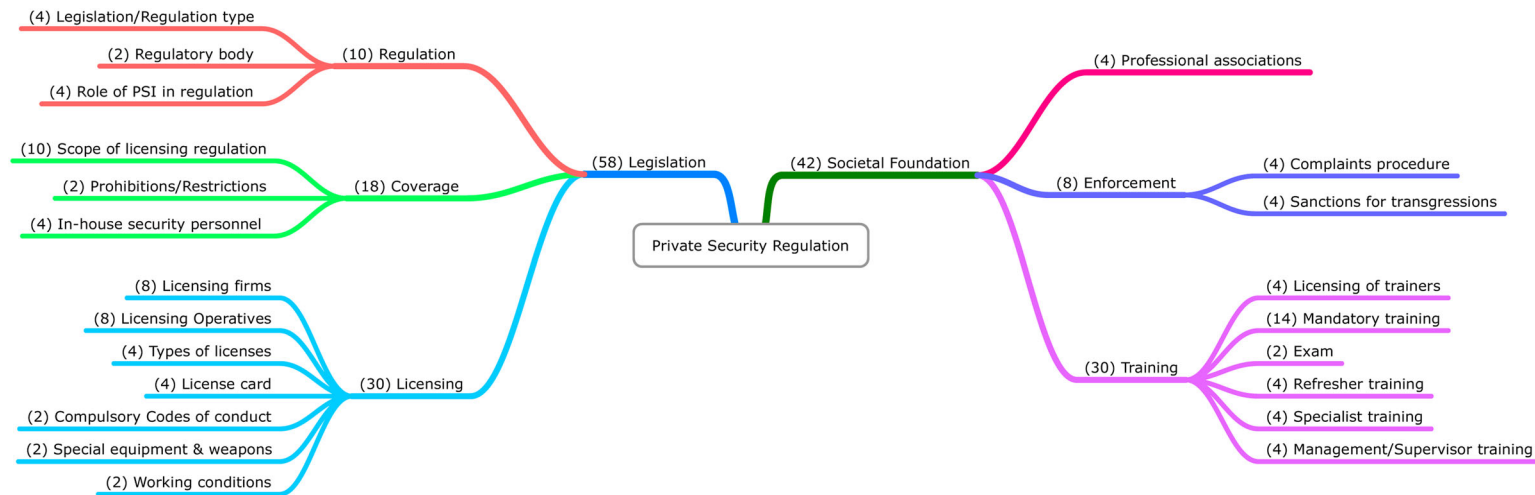 (4) Legislation/Regulation type
(2) Regulatory body
(4) Role of PSI in regulation
(10) Regulation
(10) Scope of licensing regulation
(2) Prohibitions/Restrictions
(4) In-house security personnel
(18) Coverage
(8) Licensing firms
(8) Licensing Operatives
(4) Types of licenses
(4) License card
(2) Compulsory Codes of conduct
(2) Special equipment & weapons
(2) Working conditions
(30) Licensing
(58) Legislation
Private Security Regulation
(42) Societal Foundation
(4) Professional associations
(8) Enforcement
(4) Complaints procedure
(4) Sanctions for transgressions
(30) Training
(4) Licensing of trainers
(14) Mandatory training
(2) Exam
(4) Refresher training
(4) Specialist training
(4) Management/Supervisor training